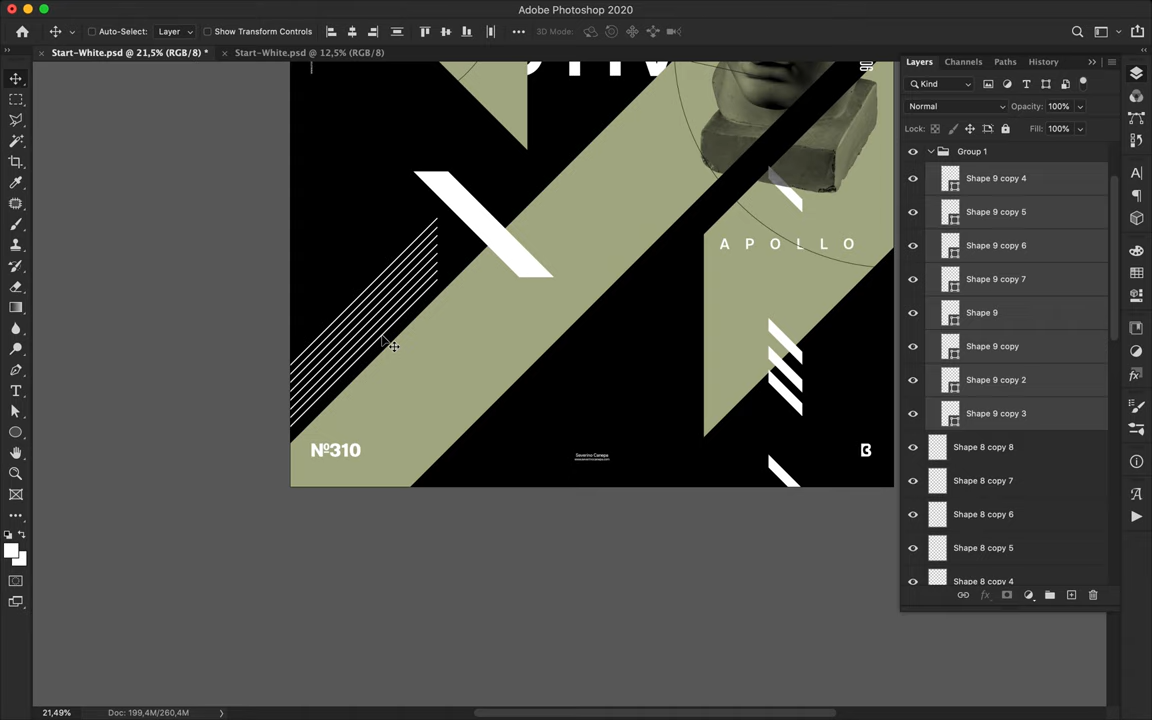 Adobe Photoshop 2020
Auto-Select:
Layer
Show Transform Controls
3D Mode:
Start-White.psd @ 21,5% (RGB/8) *
Start-White.psd @ 12,5% (RGB/8)
Layers
Channels
Paths
History
Kind
Normal
Opacity: 100%
Lock:
Fill: 100%
Group 1
Shape 9 copy 4
Shape 9 copy 5
Shape 9 copy 6
Shape 9 copy 7
Shape 9
Shape 9 copy
Shape 9 copy 2
Shape 9 copy 3
Shape 8 copy 8
Shape 8 copy 7
Shape 8 copy 6
Shape 8 copy 5
Shape 8 copy 4
APOLLO
Nº310
Severino Canepa
21,49%
Doc: 199,4M/260,4M